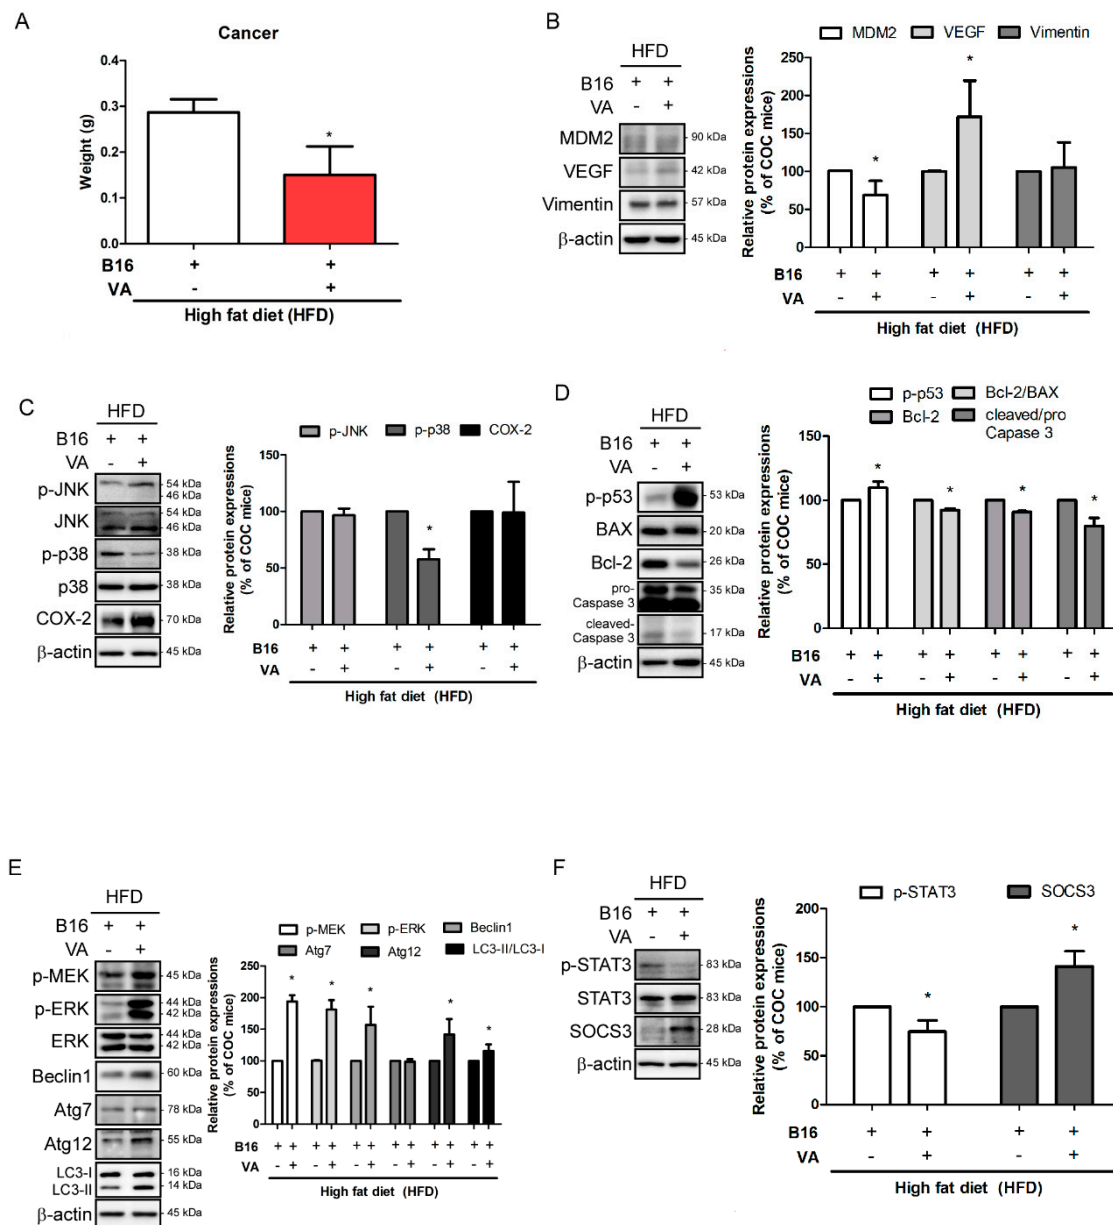 A
Cancer
Weight (g)
0.4
0.3
0.2
0.1
0.0
*
B16 + +
VA - +
High fat diet (HFD)
B
HFD
B16 + +
VA - +
MDM2 90 kDa
VEGF 42 kDa
Vimentin 57 kDa
β-actin 45 kDa
MDM2 VEGF Vimentin
Relative protein expressions
(% of COC mice)
250
200
150
100
50
0
* *
B16 + + + + + +
VA - + - + - +
High fat diet (HFD)
C
HFD
B16 + +
VA - +
p-JNK 54 kDa
46 kDa
JNK 54 kDa
46 kDa
p-p38 38 kDa
p38 38 kDa
COX-2 70 kDa
β-actin 45 kDa
p-JNK p-p38 COX-2
Relative protein expressions
(% of COC mice)
150
100
50
0
*
B16 + + + + + +
VA - + - + - +
High fat diet (HFD)
D
HFD
B16 + +
VA - +
p-p53 53 kDa
BAX 20 kDa
Bcl-2 26 kDa
pro-
Caspase 3 35 kDa
cleaved-
Caspase 3 17 kDa
β-actin 45 kDa
p-p53 Bcl-2/BAX
Bcl-2 cleaved/pro
Capase 3
Relative protein expressions
(% of COC mice)
150
100
50
0
* * * *
B16 + + + + + + + +
VA - + - + - + - +
High fat diet (HFD)
E
HFD
B16 + +
VA - +
p-MEK 45 kDa
p-ERK 44 kDa
42 kDa
ERK 44 kDa
42 kDa
Beclin1 60 kDa
Atg7 78 kDa
Atg12 55 kDa
LC3-I 16 kDa
LC3-II 14 kDa
β-actin 45 kDa
p-MEK p-ERK Beclin1
Atg7 Atg12 LC3-II/LC3-I
Relative protein expressions
(% of COC mice)
250
200
150
100
50
0
* * * * *
B16 + + + + + + + + + + + +
VA - + - + - + - + - + - +
High fat diet (HFD)
F
HFD
B16 + +
VA - +
p-STAT3 83 kDa
STAT3 83 kDa
SOCS3 28 kDa
β-actin 45 kDa
p-STAT3 SOCS3
Relative protein expressions
(% of COC mice)
200
150
100
50
0
* *
B16 + + + +
VA - + - +
High fat diet (HFD)